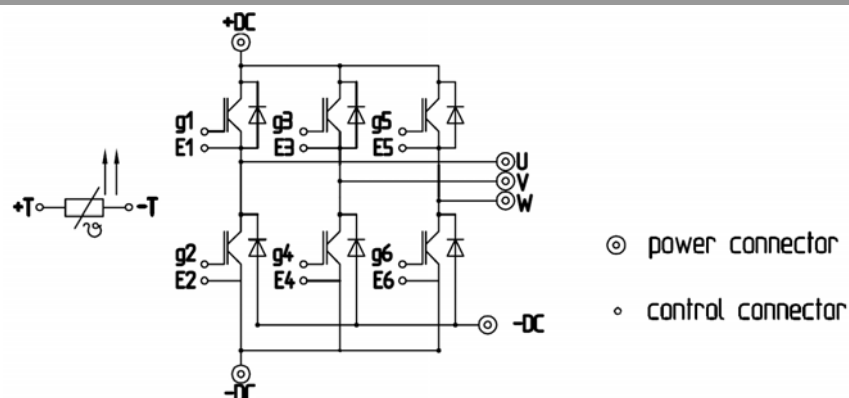 +DC
g1
g3
g5
E1
E3
E5
U
V
W
+T
-T
ϑ
g2
g4
g6
E2
E4
E6
-DC
-DC
power connector
control connector